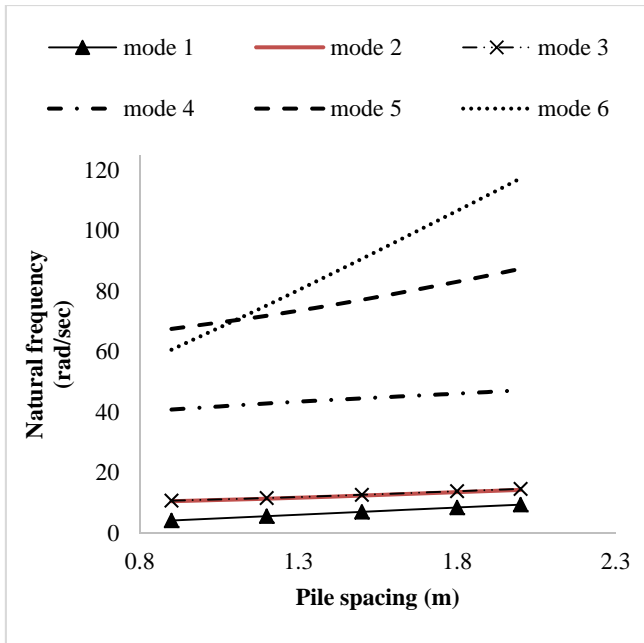 mode 1
mode 2
mode 3
mode 4
mode 5
mode 6
120
100
80
60
40
20
0
Natural frequency
(rad/sec)
0.8
1.3
1.8
2.3
Pile spacing (m)